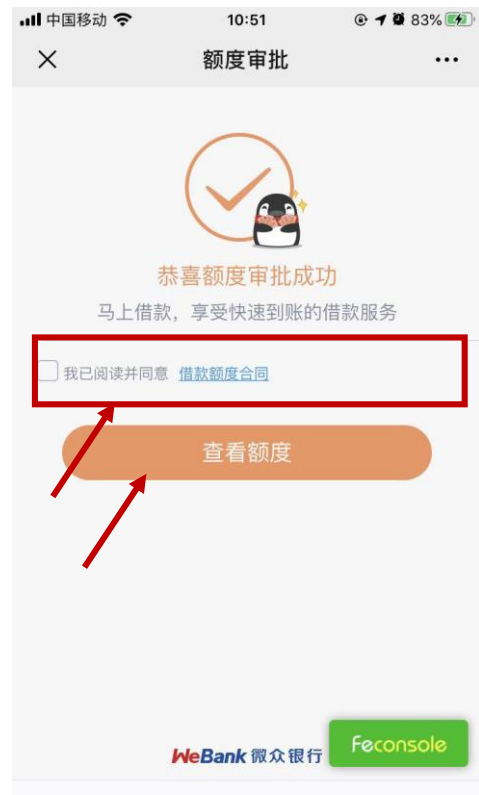 中国移动 10:51 83%
额度审批
恭喜额度审批成功
马上借款，享受快速到账的借款服务
我已阅读并同意 借款额度合同
查看额度
WeBank 微众银行
Feconsole